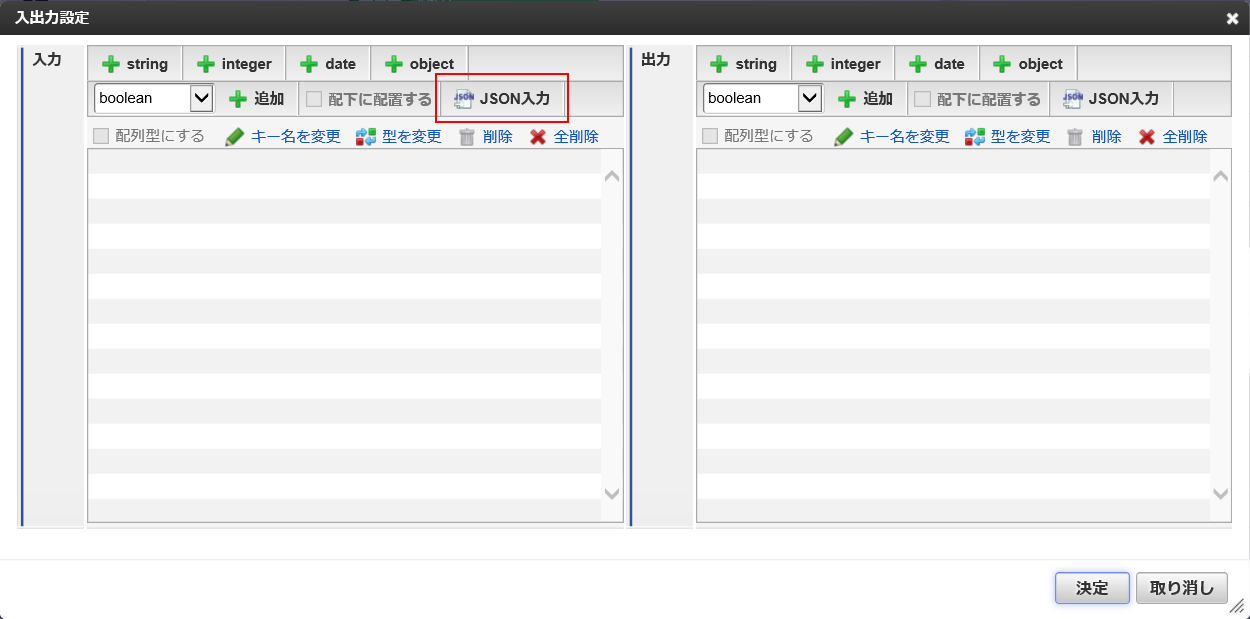 入出力設定
入力
string integer date object
boolean 追加 配下に配置する JSON JSON入力
配列型にする キー名を変更 型を変更 削除 全削除
出力
string integer date object
boolean 追加 配下に配置する JSON JSON入力
配列型にする キー名を変更 型を変更 削除 全削除
決定 取り消し